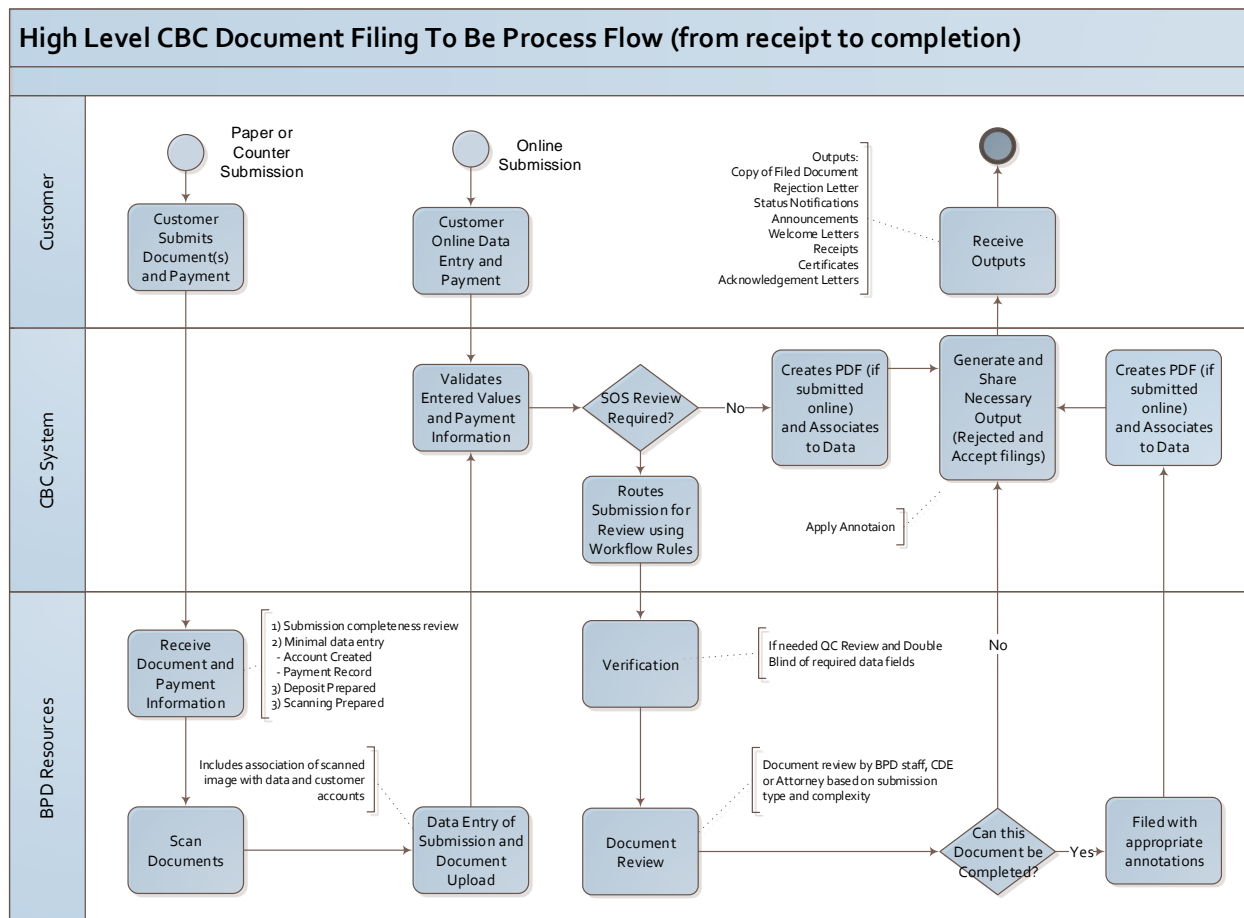 High Level CBC Document Filing To Be Process Flow (from receipt to completion)
Customer
Paper or
Counter
Submission
Online
Submission
Customer
Submits
Document(s)
and Payment
Customer
Online Data
Entry and
Payment
Outputs:
Copy of Filed Document
Rejection Letter
Status Notifications
Announcements
Welcome Letters
Receipts
Certificates
Acknowledgement Letters
Receive
Outputs
CBC System
Validates
Entered Values
and Payment
Information
SOS Review
Required?
No
Creates PDF (if
submitted
online)
and Associates
to Data
Generate and
Share
Necessary
Output
(Rejected and
Accept filings)
Creates PDF (if
submitted
online)
and Associates
to Data
Routes
Submission for
Review using
Workflow Rules
Apply Annotaion
BPD Resources
Receive
Document and
Payment
Information
1) Submission completeness review
2) Minimal data entry
- Account Created
- Payment Record
3) Deposit Prepared
3) Scanning Prepared
Verification
If needed QC Review and Double
Blind of required data fields
No
Includes association of scanned
image with data and customer
accounts
Document review by BPD staff, CDE
or Attorney based on submission
type and complexity
Scan
Documents
Data Entry of
Submission and
Document
Upload
Document
Review
Can this
Document be
Completed?
Yes
Filed with
appropriate
annotations